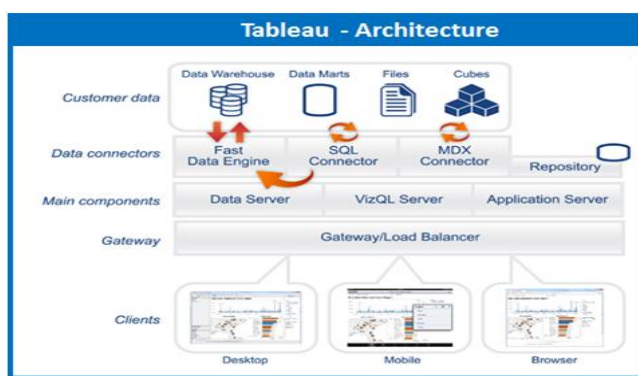 Tableau - Architecture
Data Warehouse Data Marts Files Cubes
Customer data
Data connectors
Fast
Data Engine
SQL
Connector
MDX
Connector
Repository
Main components
Data Server VizQL Server Application Server
Gateway
Gateway/Load Balancer
Clients
Desktop Mobile Browser